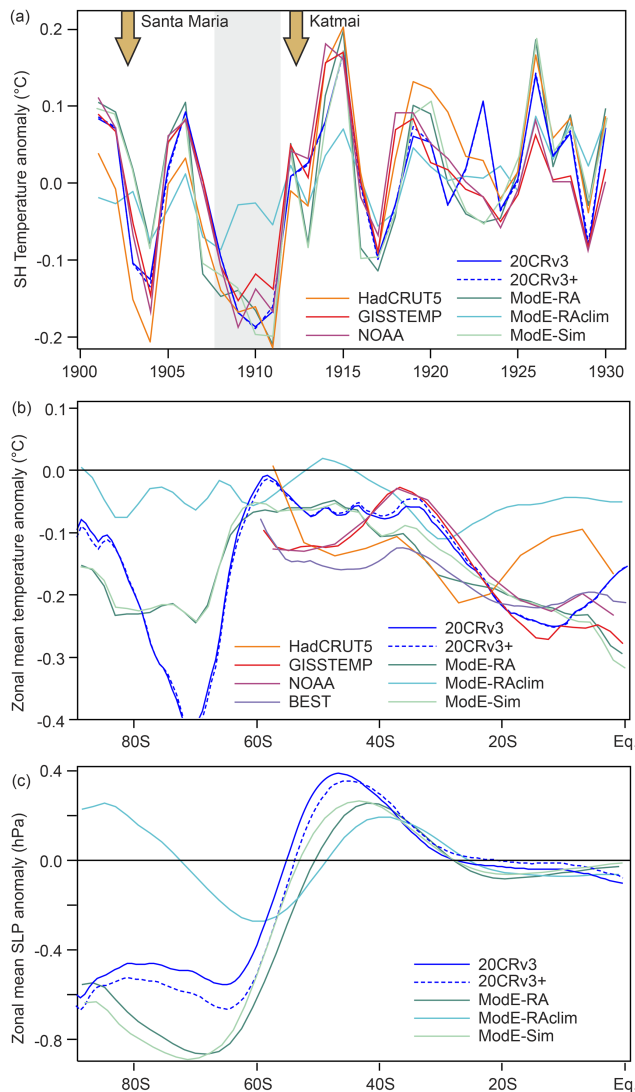 (a)
Santa Maria
Katmai
SH Temperature anomaly (°C)
0.2
0.1
0.0
-0.1
-0.2
HadCRUT5
GISSTEMP
NOAA
20CRv3
20CRv3+
ModE-RA
ModE-RAclim
ModE-Sim
1900 1905 1910 1915 1920 1926 1930
(b)
Zonal mean temperature anomaly (°C)
0.1
0.0
-0.1
-0.2
-0.3
-0.4
HadCRUT5
GISSTEMP
NOAA
BEST
20CRv3
20CRv3+
ModE-RA
ModE-RAclim
ModE-Sim
80S 60S 40S 20S Eq
(c)
Zonal mean SLP anomaly (hPa)
0.4
0.0
-0.4
-0.8
20CRv3
20CRv3+
ModE-RA
ModE-RAclim
ModE-Sim
80S 60S 40S 20S Eq